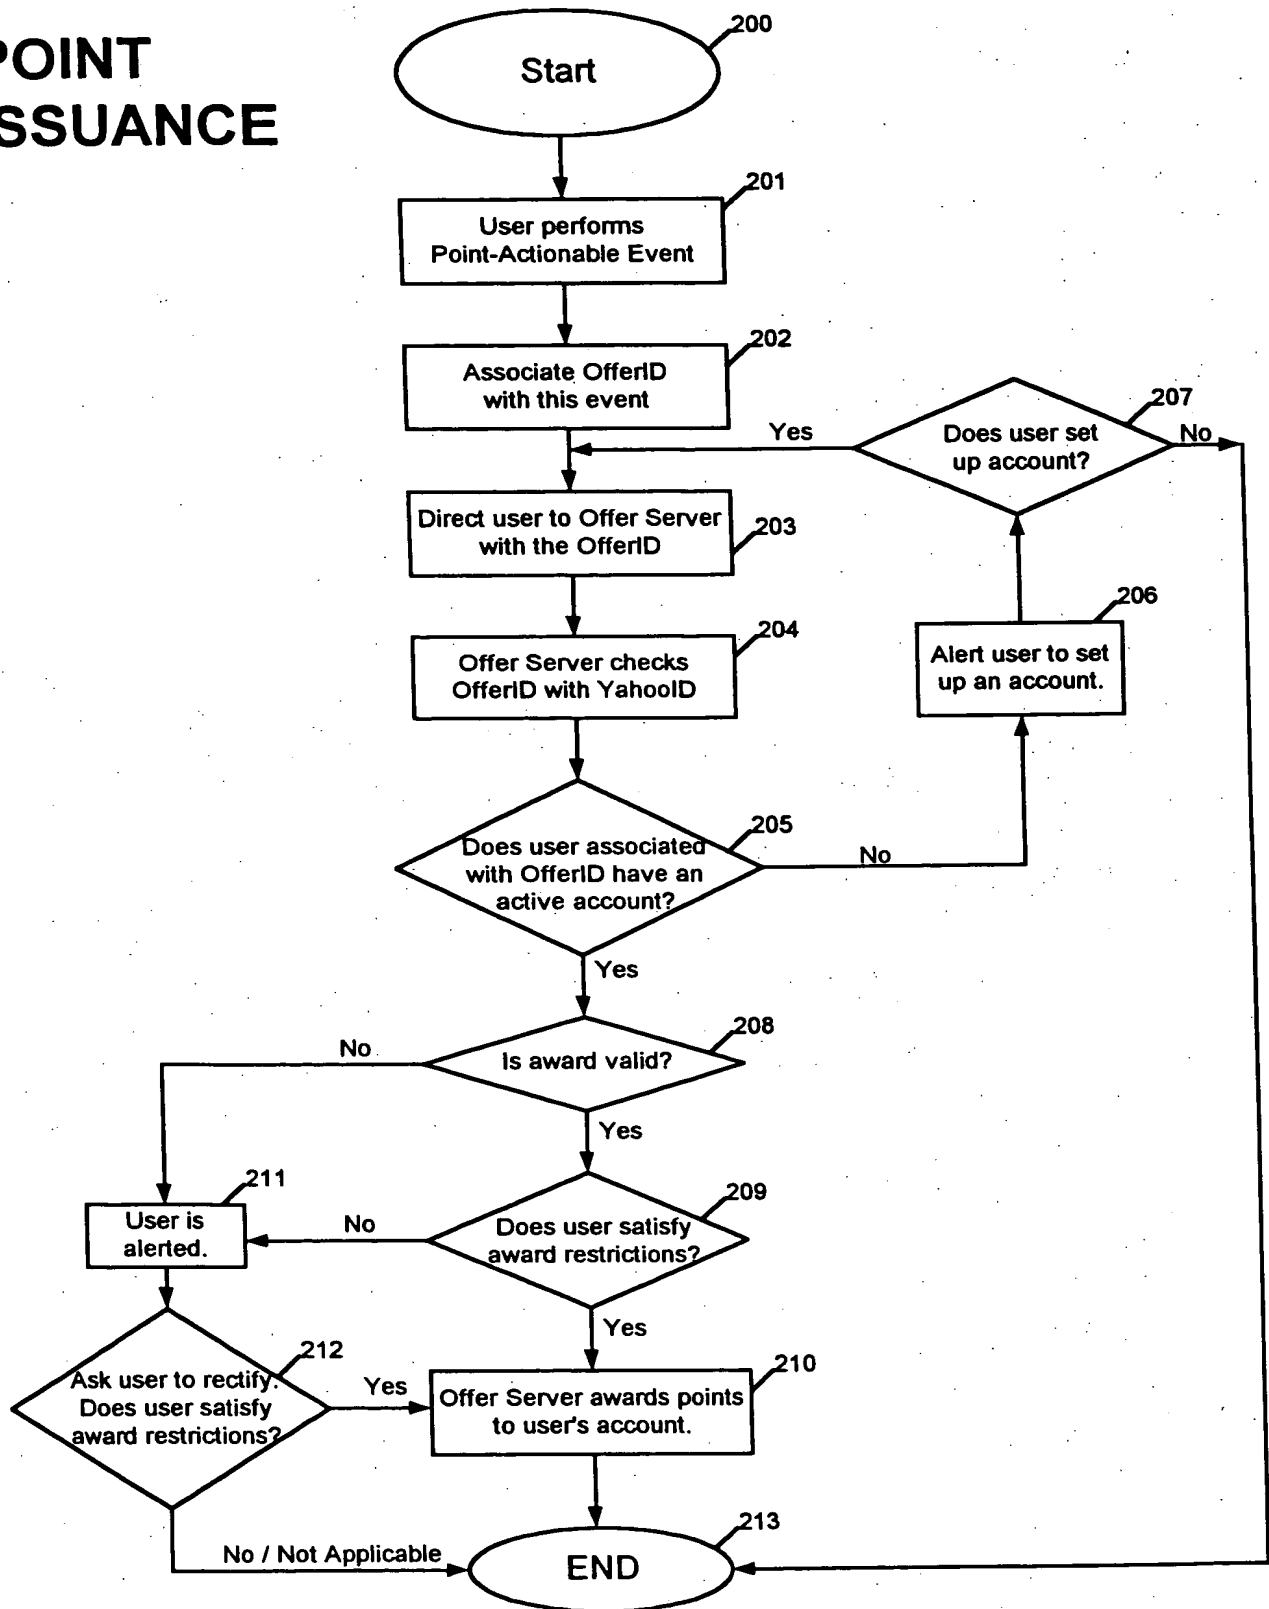 POINT
ISSUANCE
200
Start
201
User performs
Point-Actionable Event
202
Associate OfferID
with this event
207
Does user set
up account?
Yes
No
Direct user to Offer Server
with the OfferID
203
206
Alert user to set
up an account.
204
Offer Server checks
OfferID with YahooID
205
Does user associated
with OfferID have an
active account?
No
Yes
208
Is award valid?
No
Yes
211
User is
alerted.
209
Does user satisfy
award restrictions?
No
Yes
212
Ask user to rectify.
Does user satisfy
award restrictions?
Yes
210
Offer Server awards points
to user's account.
No / Not Applicable
213
END